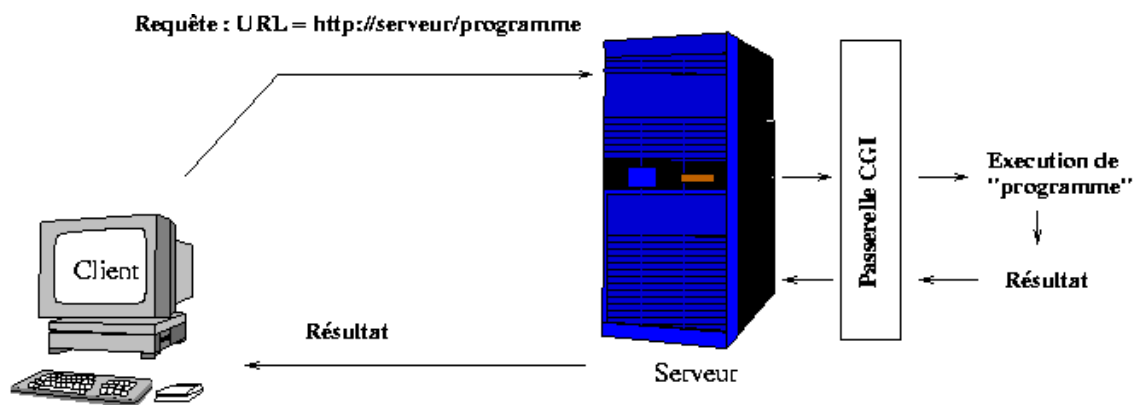 Requête : URL = http://serveur/programme
Client
Résultat
Serveur
Passerelle CGI
Execution de
"programme"
Résultat